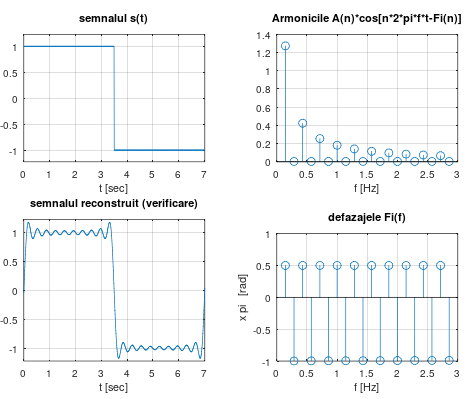 semnalul s(t)
1
0.5
0
-0.5
-1
0 1 2 3 4 5 6 7
t [sec]
Armonicile A(n)*cos[n*2*pi*f*t-Fi(n)]
1.4
1.2
1
0.8
0.6
0.4
0.2
0
0 0.5 1 1.5 2 2.5 3
f [Hz]
semnalul reconstruit (verificare)
1
0.5
0
-0.5
-1
0 1 2 3 4 5 6 7
t [sec]
defazajele Fi(f)
x pi [rad]
1
0.5
0
-0.5
-1
0 0.5 1 1.5 2 2.5 3
f [Hz]